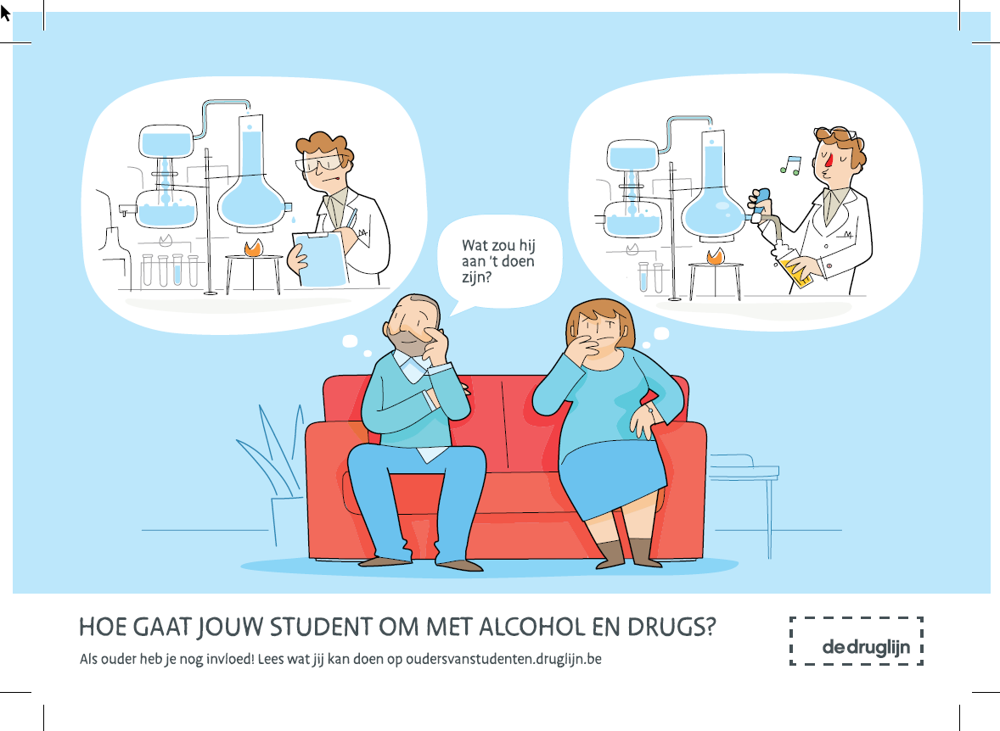 Wat zou hij
aan 't doen
zijn?
HOE GAAT JOUW STUDENT OM MET ALCOHOL EN DRUGS?
Als ouder heb je nog invloed! Lees wat jij kan doen op oudersvanstudenten.druglijn.be
de druglijn